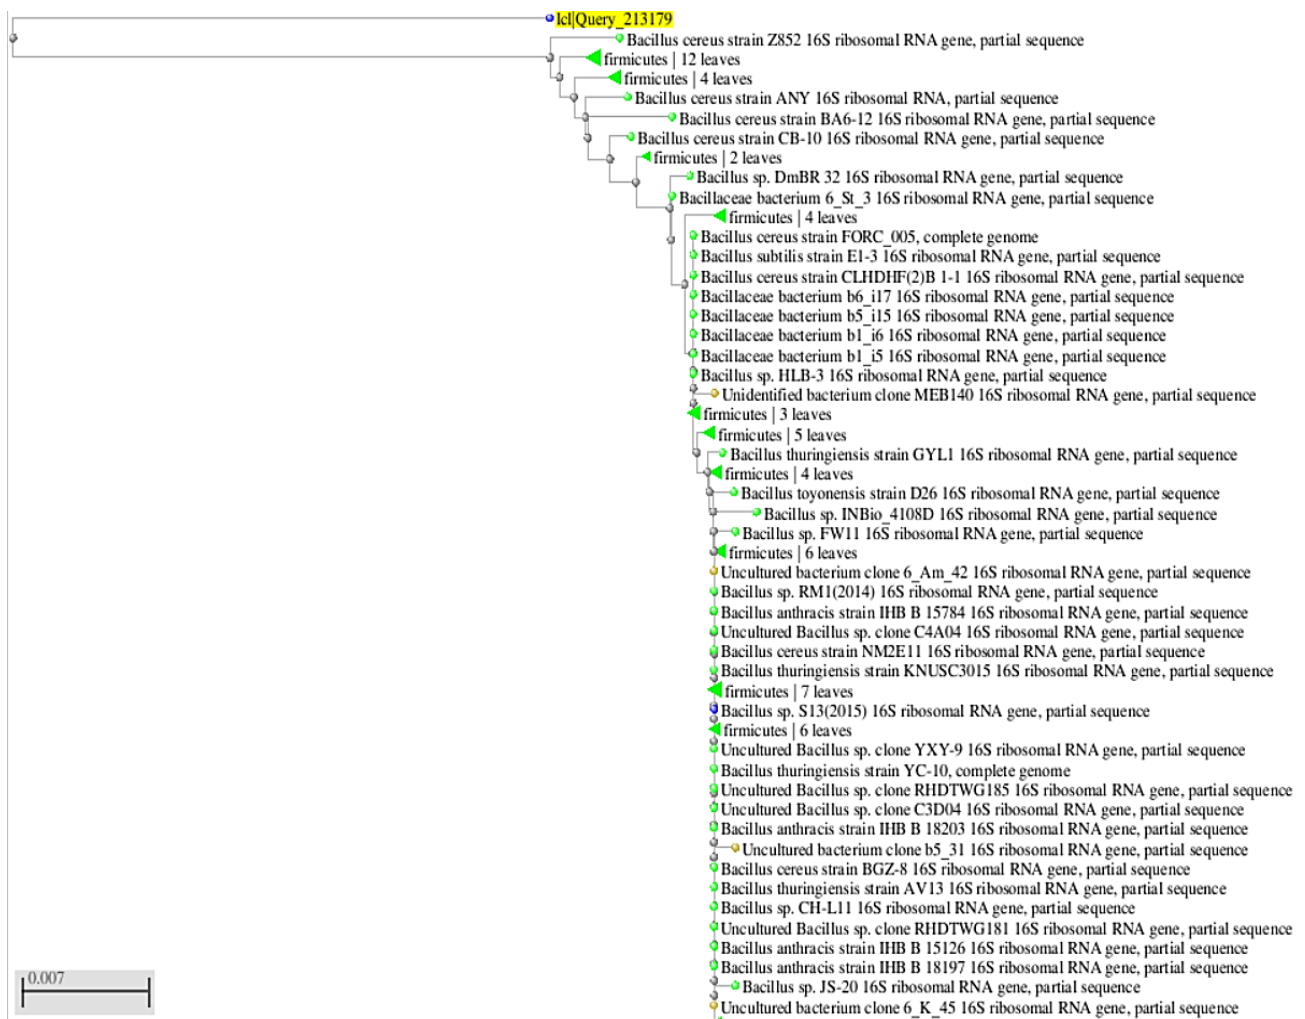 lcl|Query_213179
Bacillus cereus strain Z852 16S ribosomal RNA gene, partial sequence
firmicutes | 12 leaves
firmicutes | 4 leaves
Bacillus cereus strain ANY 16S ribosomal RNA, partial sequence
Bacillus cereus strain BA6-12 16S ribosomal RNA gene, partial sequence
Bacillus cereus strain CB-10 16S ribosomal RNA gene, partial sequence
firmicutes | 2 leaves
Bacillus sp. DmBR 32 16S ribosomal RNA gene, partial sequence
Bacillaceae bacterium 6_St_3 16S ribosomal RNA gene, partial sequence
firmicutes | 4 leaves
Bacillus cereus strain FORC_005, complete genome
Bacillus subtilis strain E1-3 16S ribosomal RNA gene, partial sequence
Bacillus cereus strain CLHDHF(2)B 1-1 16S ribosomal RNA gene, partial sequence
Bacillaceae bacterium b6_i17 16S ribosomal RNA gene, partial sequence
Bacillaceae bacterium b5_i15 16S ribosomal RNA gene, partial sequence
Bacillaceae bacterium b1_i6 16S ribosomal RNA gene, partial sequence
Bacillaceae bacterium b1_i5 16S ribosomal RNA gene, partial sequence
Bacillus sp. HLB-3 16S ribosomal RNA gene, partial sequence
Unidentified bacterium clone MEB140 16S ribosomal RNA gene, partial sequence
firmicutes | 3 leaves
firmicutes | 5 leaves
Bacillus thuringiensis strain GYL1 16S ribosomal RNA gene, partial sequence
firmicutes | 4 leaves
Bacillus toyonensis strain D26 16S ribosomal RNA gene, partial sequence
Bacillus sp. INBio_4108D 16S ribosomal RNA gene, partial sequence
Bacillus sp. FW11 16S ribosomal RNA gene, partial sequence
firmicutes | 6 leaves
Uncultured bacterium clone 6_Am_42 16S ribosomal RNA gene, partial sequence
Bacillus sp. RM1(2014) 16S ribosomal RNA gene, partial sequence
Bacillus anthracis strain IHB B 15784 16S ribosomal RNA gene, partial sequence
Uncultured Bacillus sp. clone C4A04 16S ribosomal RNA gene, partial sequence
Bacillus cereus strain NM2E11 16S ribosomal RNA gene, partial sequence
Bacillus thuringiensis strain KNUSC3015 16S ribosomal RNA gene, partial sequence
firmicutes | 7 leaves
Bacillus sp. S13(2015) 16S ribosomal RNA gene, partial sequence
firmicutes | 6 leaves
Uncultured Bacillus sp. clone YXY-9 16S ribosomal RNA gene, partial sequence
Bacillus thuringiensis strain YC-10, complete genome
Uncultured Bacillus sp. clone RHDTWG185 16S ribosomal RNA gene, partial sequence
Uncultured Bacillus sp. clone C3D04 16S ribosomal RNA gene, partial sequence
Bacillus anthracis strain IHB B 18203 16S ribosomal RNA gene, partial sequence
Uncultured bacterium clone b5_31 16S ribosomal RNA gene, partial sequence
Bacillus cereus strain BGZ-8 16S ribosomal RNA gene, partial sequence
Bacillus thuringiensis strain AV13 16S ribosomal RNA gene, partial sequence
Bacillus sp. CH-L11 16S ribosomal RNA gene, partial sequence
Uncultured Bacillus sp. clone RHDTWG181 16S ribosomal RNA gene, partial sequence
Bacillus anthracis strain IHB B 15126 16S ribosomal RNA gene, partial sequence
Bacillus anthracis strain IHB B 18197 16S ribosomal RNA gene, partial sequence
Bacillus sp. JS-20 16S ribosomal RNA gene, partial sequence
Uncultured bacterium clone 6_K_45 16S ribosomal RNA gene, partial sequence
0.007